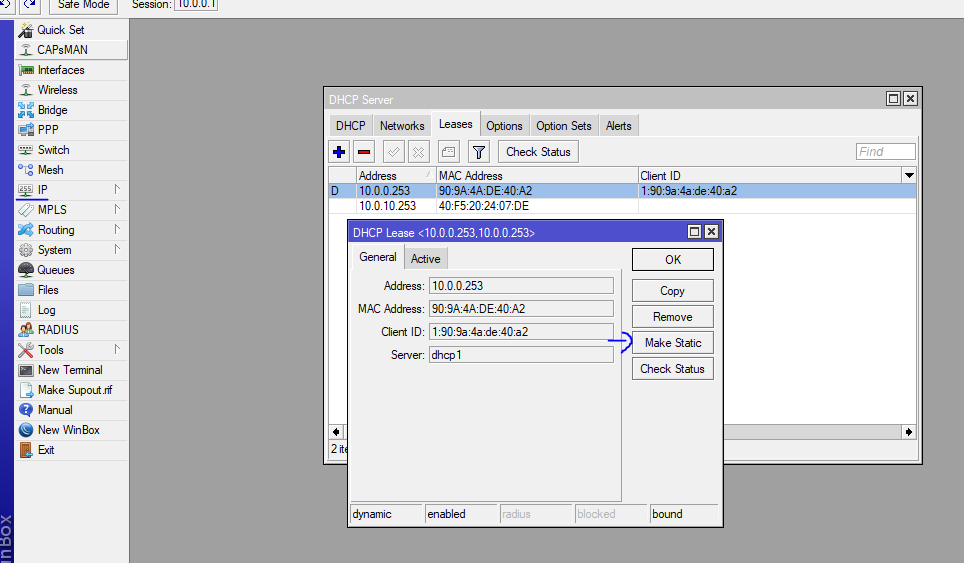 Safe Mode Session: 10.0.0.1
Quick Set
CAPsMAN
Interfaces
Wireless
Bridge
PPP
Switch
Mesh
IP
MPLS
Routing
System
Queues
Files
Log
RADIUS
Tools
New Terminal
Make Supout.rif
Manual
New WinBox
Exit
DHCP Server
DHCP Networks Leases Options Option Sets Alerts
Check Status Find
Address MAC Address Client ID
D 10.0.0.253 90:9A:4A:DE:40:A2 1:90:9a:4a:de:40:a2
10.0.10.253 40:F5:20:24:07:DE
DHCP Lease <10.0.0.253,10.0.0.253>
General Active
Address: 10.0.0.253
MAC Address: 90:9A:4A:DE:40:A2
Client ID: 1:90:9a:4a:de:40:a2
Server: dhcp1
OK
Copy
Remove
Make Static
Check Status
2 ite
dynamic enabled radius blocked bound
inBox